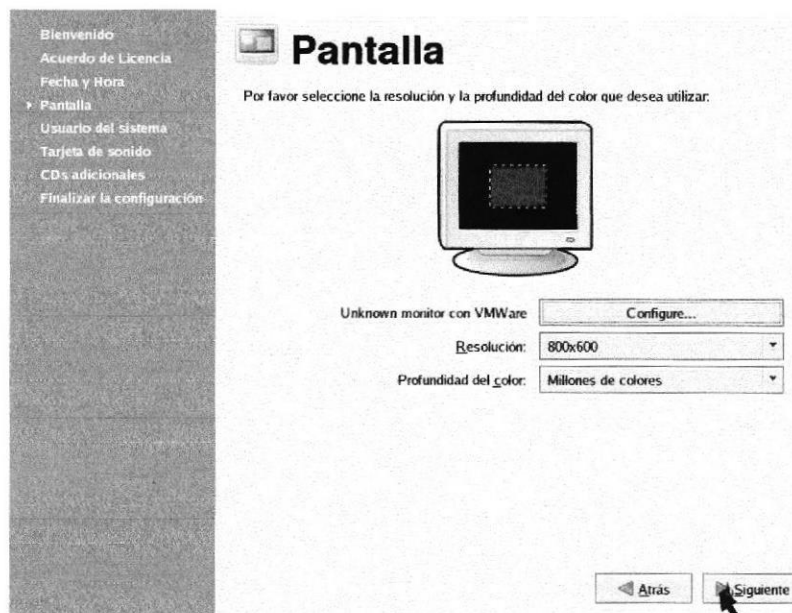 Bienvenido
Acuerdo de Licencia
Fecha y Hora
Pantalla
Usuario del sistema
Tarjeta de sonido
CDs adicionales
Finalizar la configuración
Pantalla
Por favor seleccione la resolución y la profundidad del color que desea utilizar:
Unknown monitor con VMWare Configure...
Resolución: 800x600
Profundidad del color: Millones de colores
Atrás Siguiente